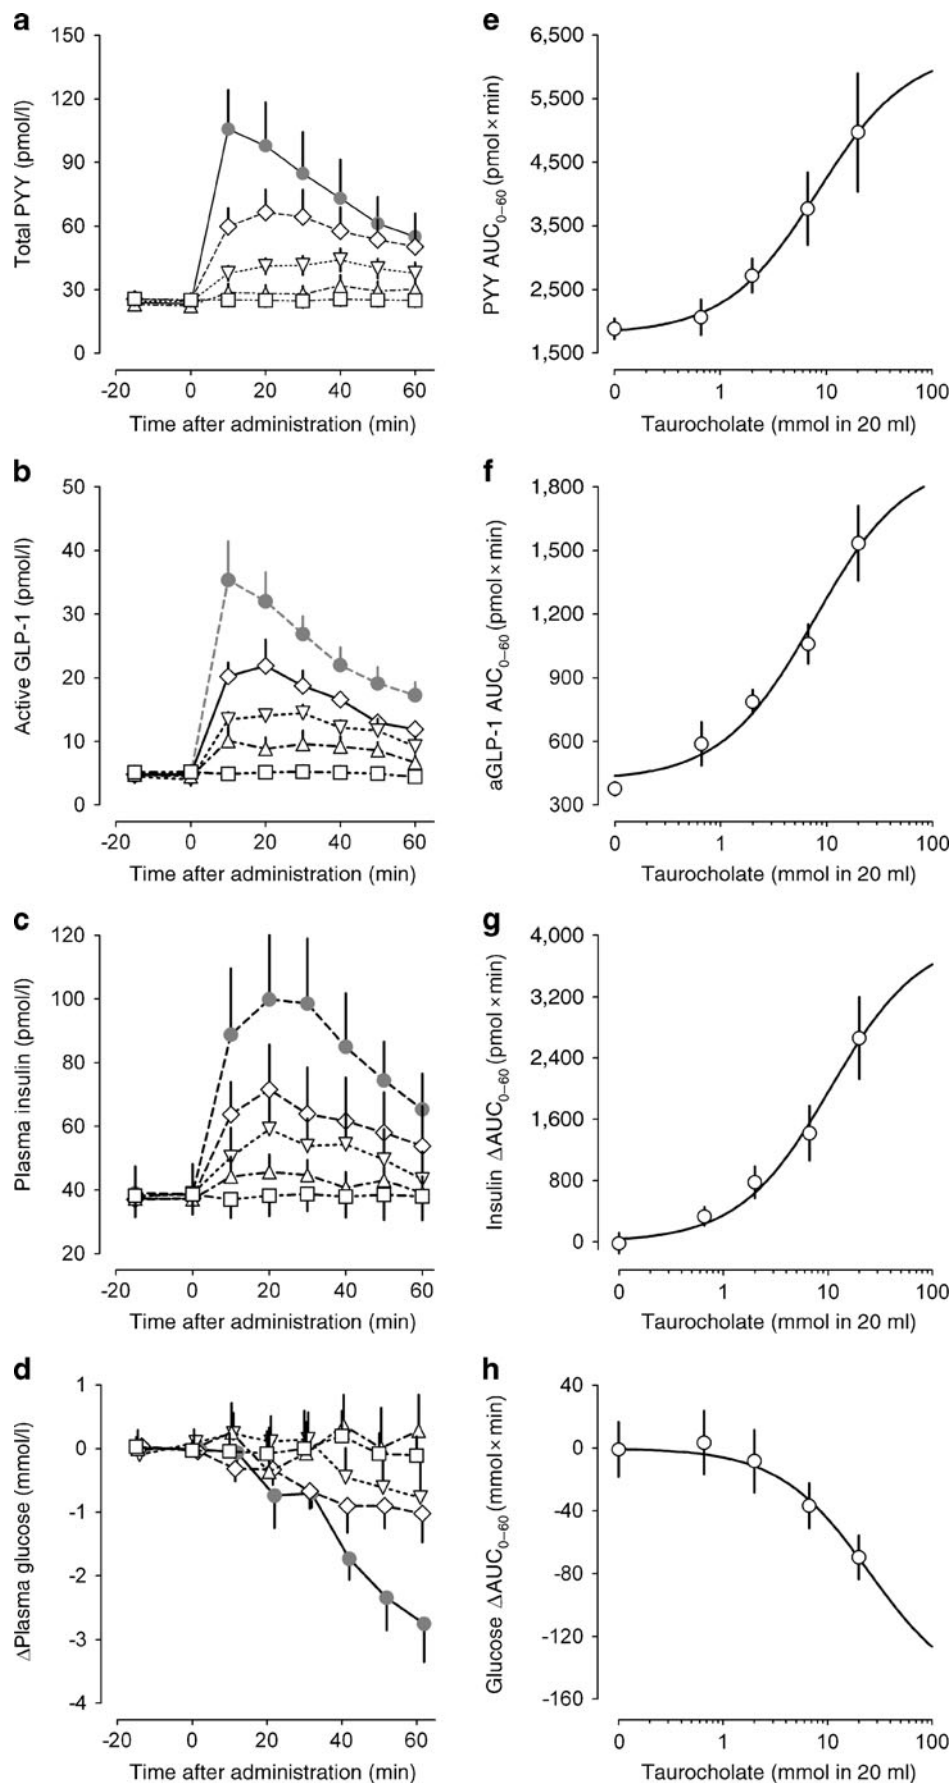 a
Total PYY (pmol/l)
150
120
90
60
30
0
-20 0 20 40 60
Time after administration (min)
e
PYY AUC0–60 (pmol×min)
6,500
5,500
4,500
3,500
2,500
1,500
0 1 10 100
Taurocholate (mmol in 20 ml)
b
Active GLP-1 (pmol/l)
50
40
30
20
10
0
-20 0 20 40 60
Time after administration (min)
f
aGLP-1 AUC0–60 (pmol×min)
1,800
1,500
1,200
900
600
300
0 1 10 100
Taurocholate (mmol in 20 ml)
c
Plasma insulin (pmol/l)
120
100
80
60
40
20
-20 0 20 40 60
Time after administration (min)
g
Insulin ΔAUC0–60 (pmol×min)
4,000
3,200
2,400
1,600
800
0
0 1 10 100
Taurocholate (mmol in 20 ml)
d
ΔPlasma glucose (mmol/l)
1
0
-1
-2
-3
-4
-20 0 20 40 60
Time after administration (min)
h
Glucose ΔAUC0–60 (mmol×min)
40
0
-40
-80
-120
-160
0 1 10 100
Taurocholate (mmol in 20 ml)